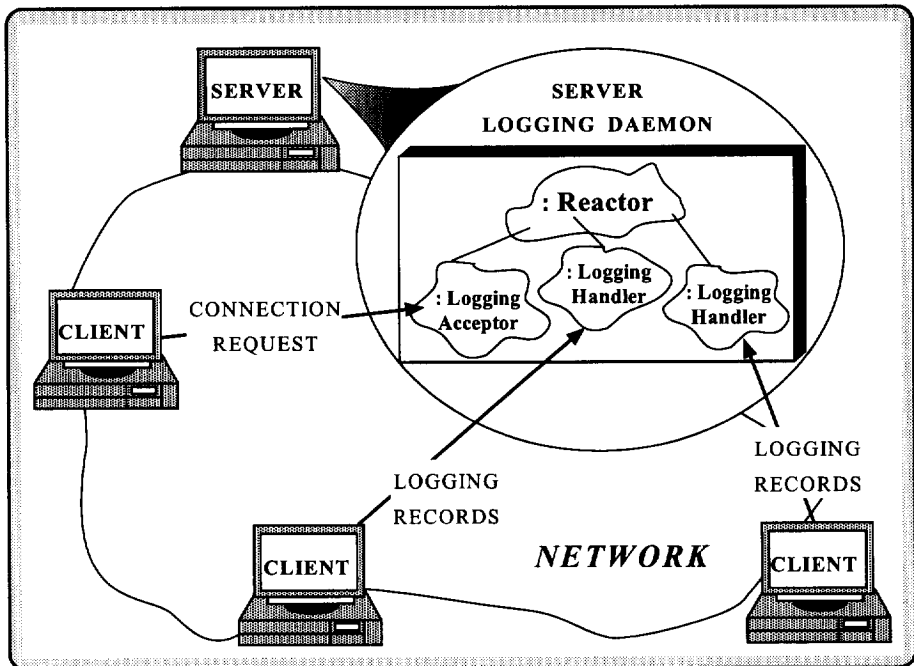 SERVER
SERVER
LOGGING DAEMON
: Reactor
: Logging
Acceptor
: Logging
Handler
: Logging
Handler
CLIENT
CONNECTION
REQUEST
LOGGING
RECORDS
LOGGING
RECORDS
CLIENT
NETWORK
CLIENT